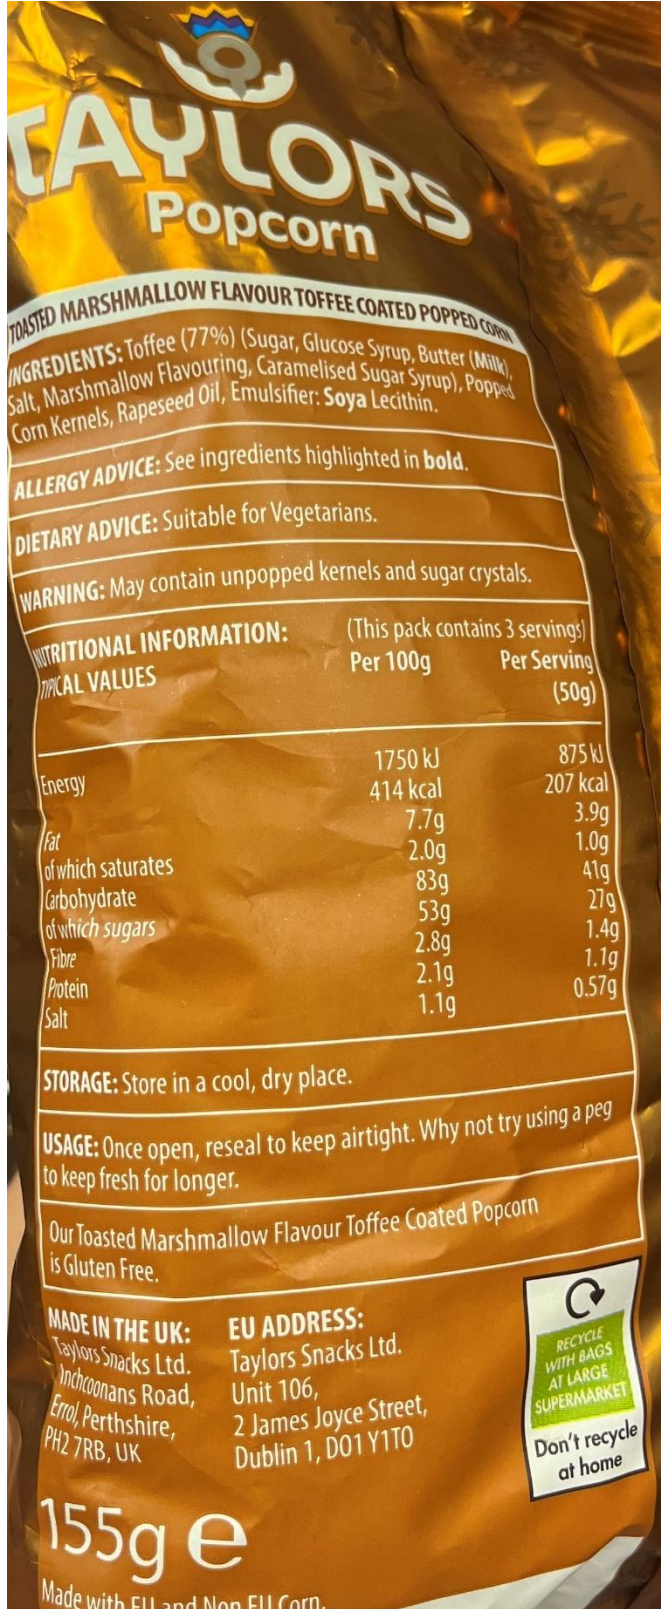 TAYLORS
Popcorn
TOASTED MARSHMALLOW FLAVOUR TOFFEE COATED POPPED CORN
INGREDIENTS: Toffee (77%) (Sugar, Glucose Syrup, Butter (Milk),
Salt, Marshmallow Flavouring, Caramelised Sugar Syrup), Popped
Corn Kernels, Rapeseed Oil, Emulsifier: Soya Lecithin.
ALLERGY ADVICE: See ingredients highlighted in bold.
DIETARY ADVICE: Suitable for Vegetarians.
WARNING: May contain unpopped kernels and sugar crystals.
NUTRITIONAL INFORMATION: (This pack contains 3 servings)
TYPICAL VALUES Per 100g Per Serving
(50g)
Energy 1750 kJ 875 kJ
414 kcal 207 kcal
Fat 7.7g 3.9g
of which saturates 2.0g 1.0g
Carbohydrate 83g 41g
of which sugars 53g 27g
Fibre 2.8g 1.4g
Protein 2.1g 1.1g
Salt 1.1g 0.57g
STORAGE: Store in a cool, dry place.
USAGE: Once open, reseal to keep airtight. Why not try using a peg
to keep fresh for longer.
Our Toasted Marshmallow Flavour Toffee Coated Popcorn
is Gluten Free.
MADE IN THE UK:
Taylors Snacks Ltd.
Inchcoonans Road,
Errol, Perthshire,
PH2 7RB, UK
EU ADDRESS:
Taylors Snacks Ltd.
Unit 106,
2 James Joyce Street,
Dublin 1, D01 Y1T0
RECYCLE
WITH BAGS
AT LARGE
SUPERMARKET
Don't recycle
at home
155g e
Made with EU and Non EU Corn.